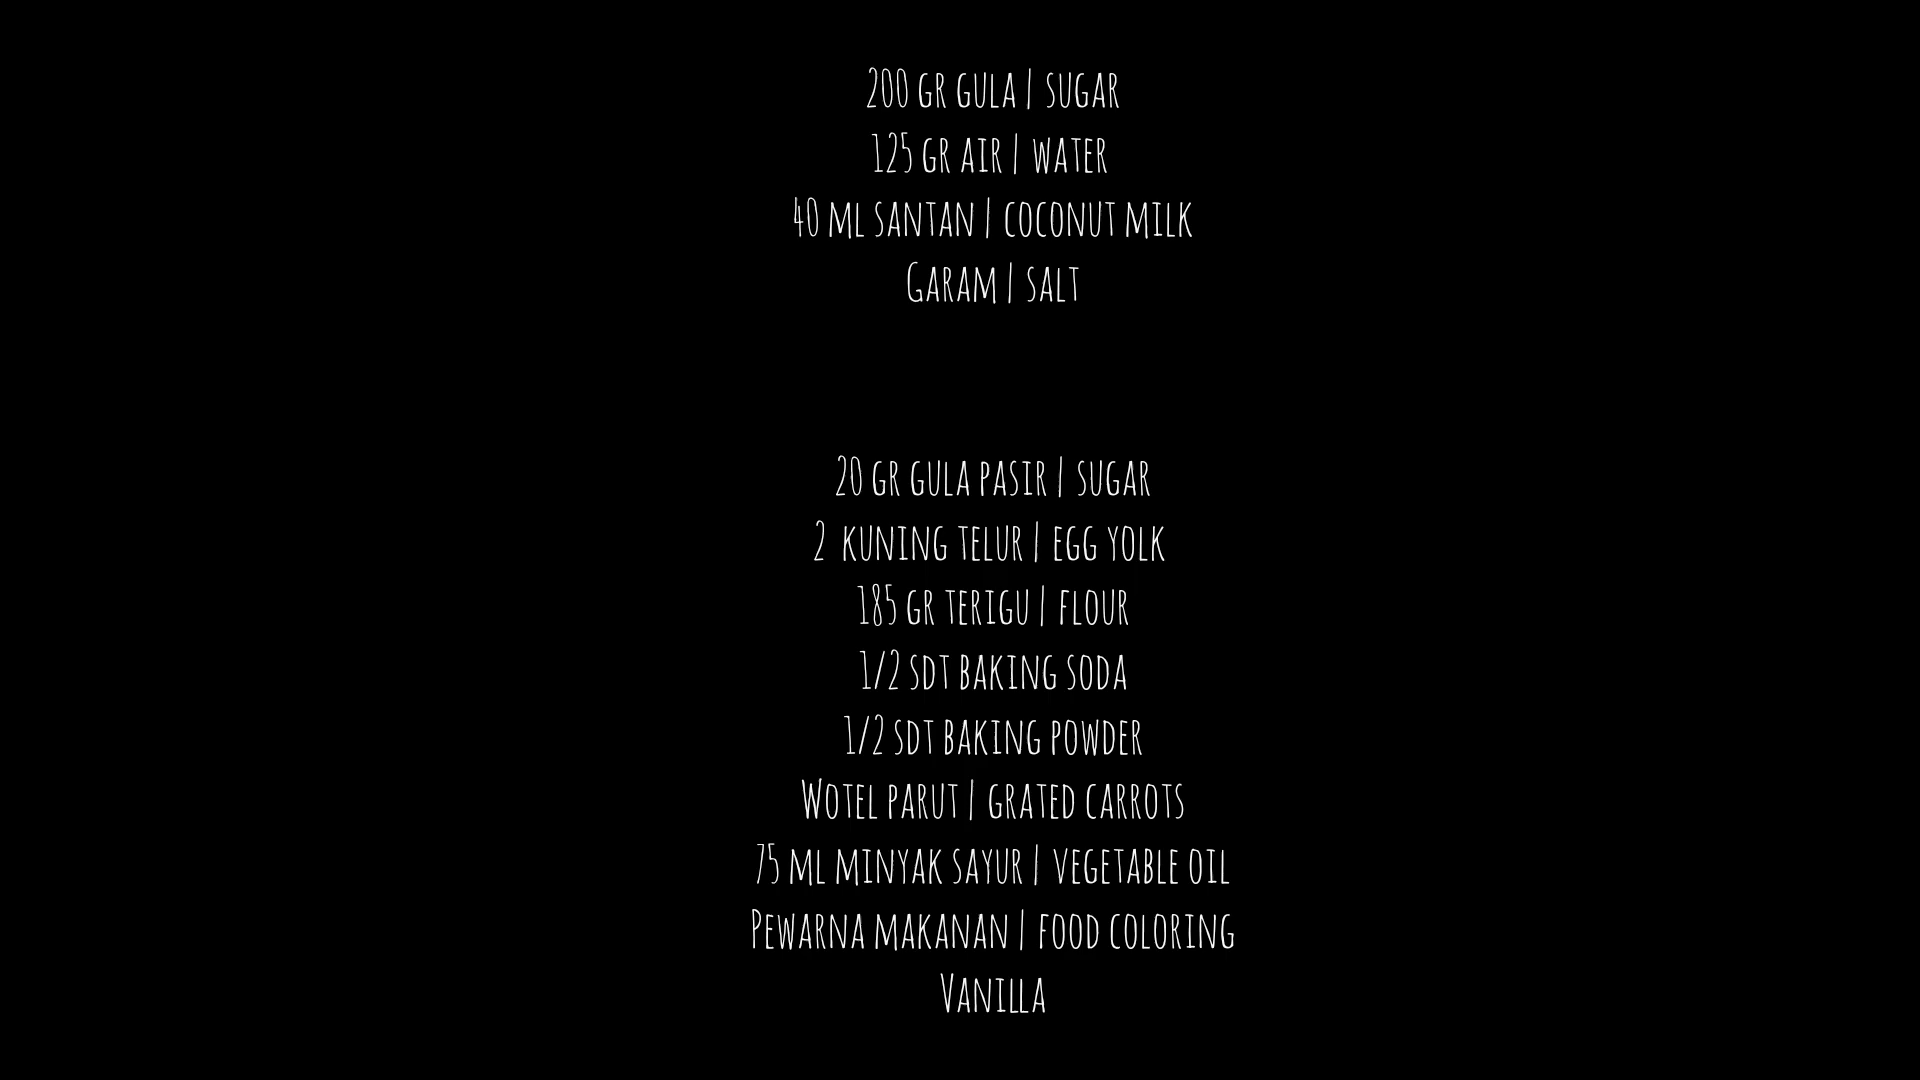 200 gr gula | sugar
125 gr air | water
40 ml santan | coconut milk
Garam | salt
20 gr gula pasir | sugar
2 kuning telur | egg yolk
185 gr terigu | flour
1/2 sdt baking soda
1/2 sdt baking powder
Wotel parut | grated carrots
75 ml minyak sayur | vegetable oil
Pewarna makanan | food coloring
Vanilla